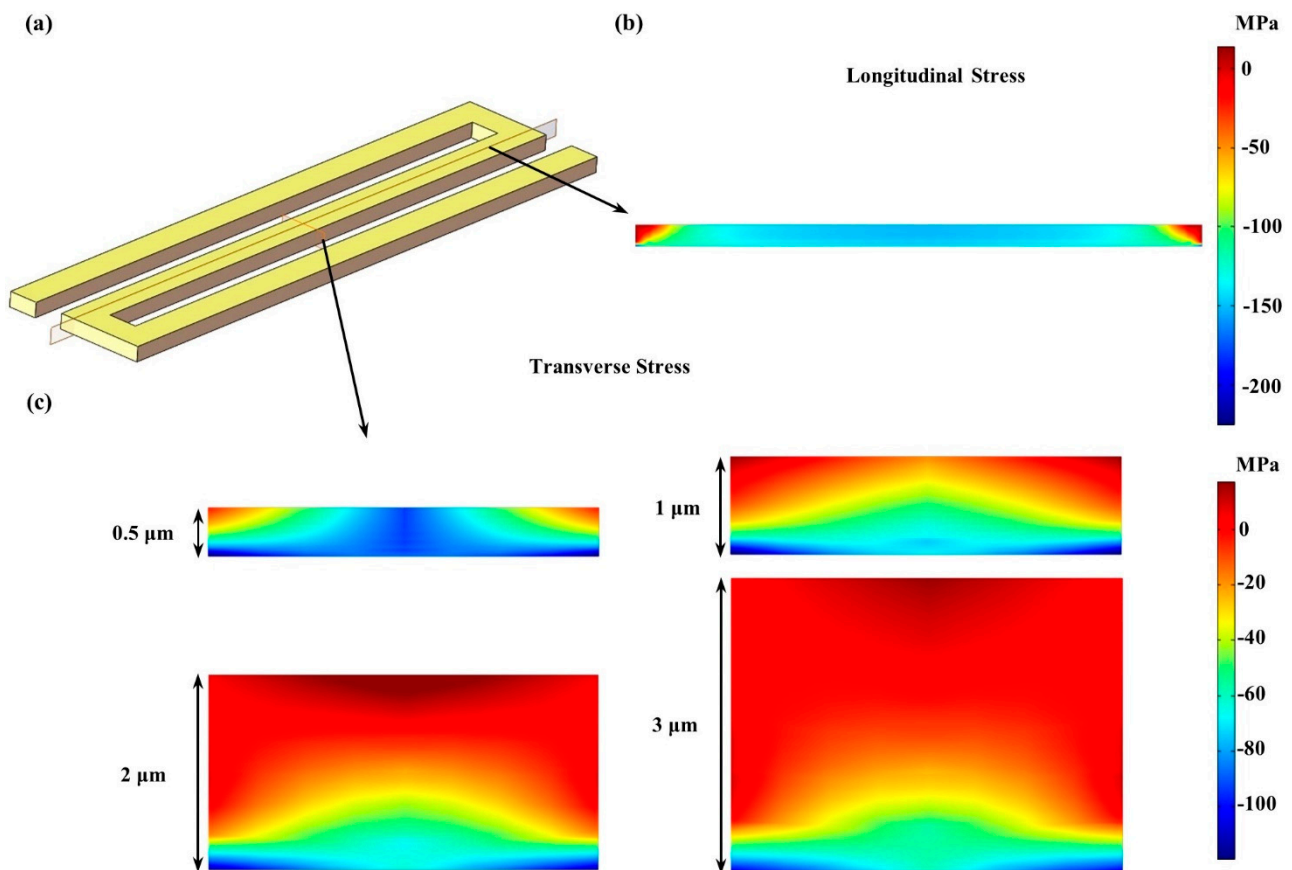 (a)
(b)
MPa
Longitudinal Stress
0
-50
-100
-150
-200
Transverse Stress
(c)
MPa
0.5 μm
1 μm
2 μm
3 μm
0
-20
-40
-60
-80
-100